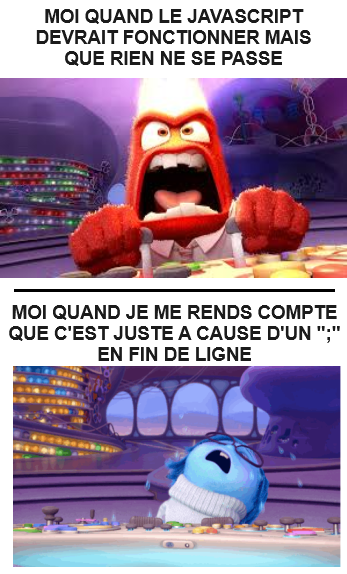 MOI QUAND LE JAVASCRIPT
DEVRAIT FONCTIONNER MAIS
QUE RIEN NE SE PASSE
MOI QUAND JE ME RENDS COMPTE
QUE C'EST JUSTE A CAUSE D'UN ";"
EN FIN DE LIGNE